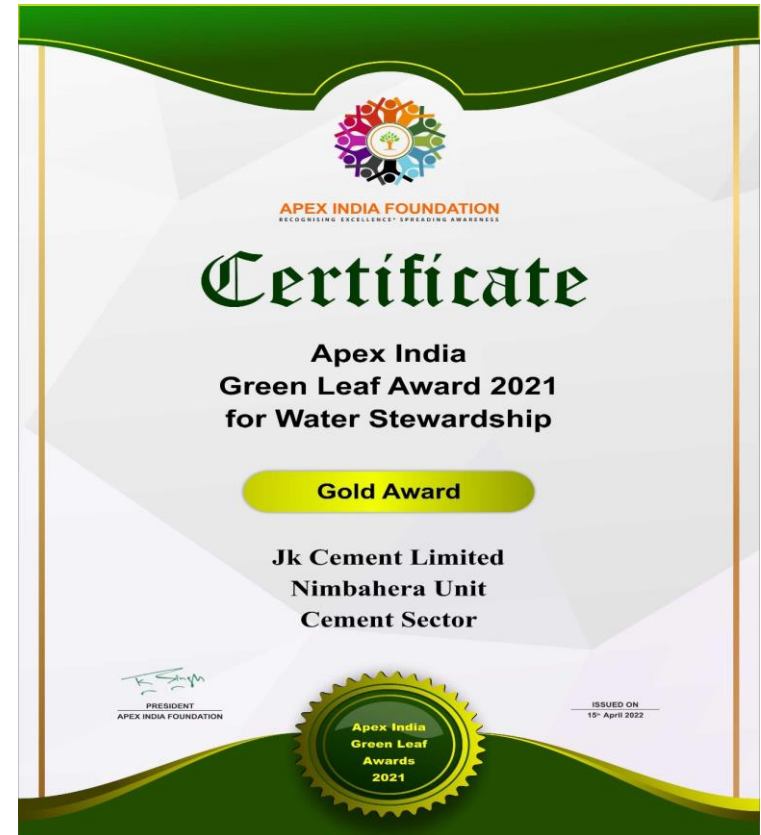 APEX INDIA FOUNDATION
RECOGNISING EXCELLENCE* SPREADING AWARENESS
Certificate
Apex India
Green Leaf Award 2021
for Water Stewardship
Gold Award
Jk Cement Limited
Nimbahera Unit
Cement Sector
T K Singh
PRESIDENT
APEX INDIA FOUNDATION
Apex India
Green Leaf
Awards
2021
ISSUED ON
15th April 2022